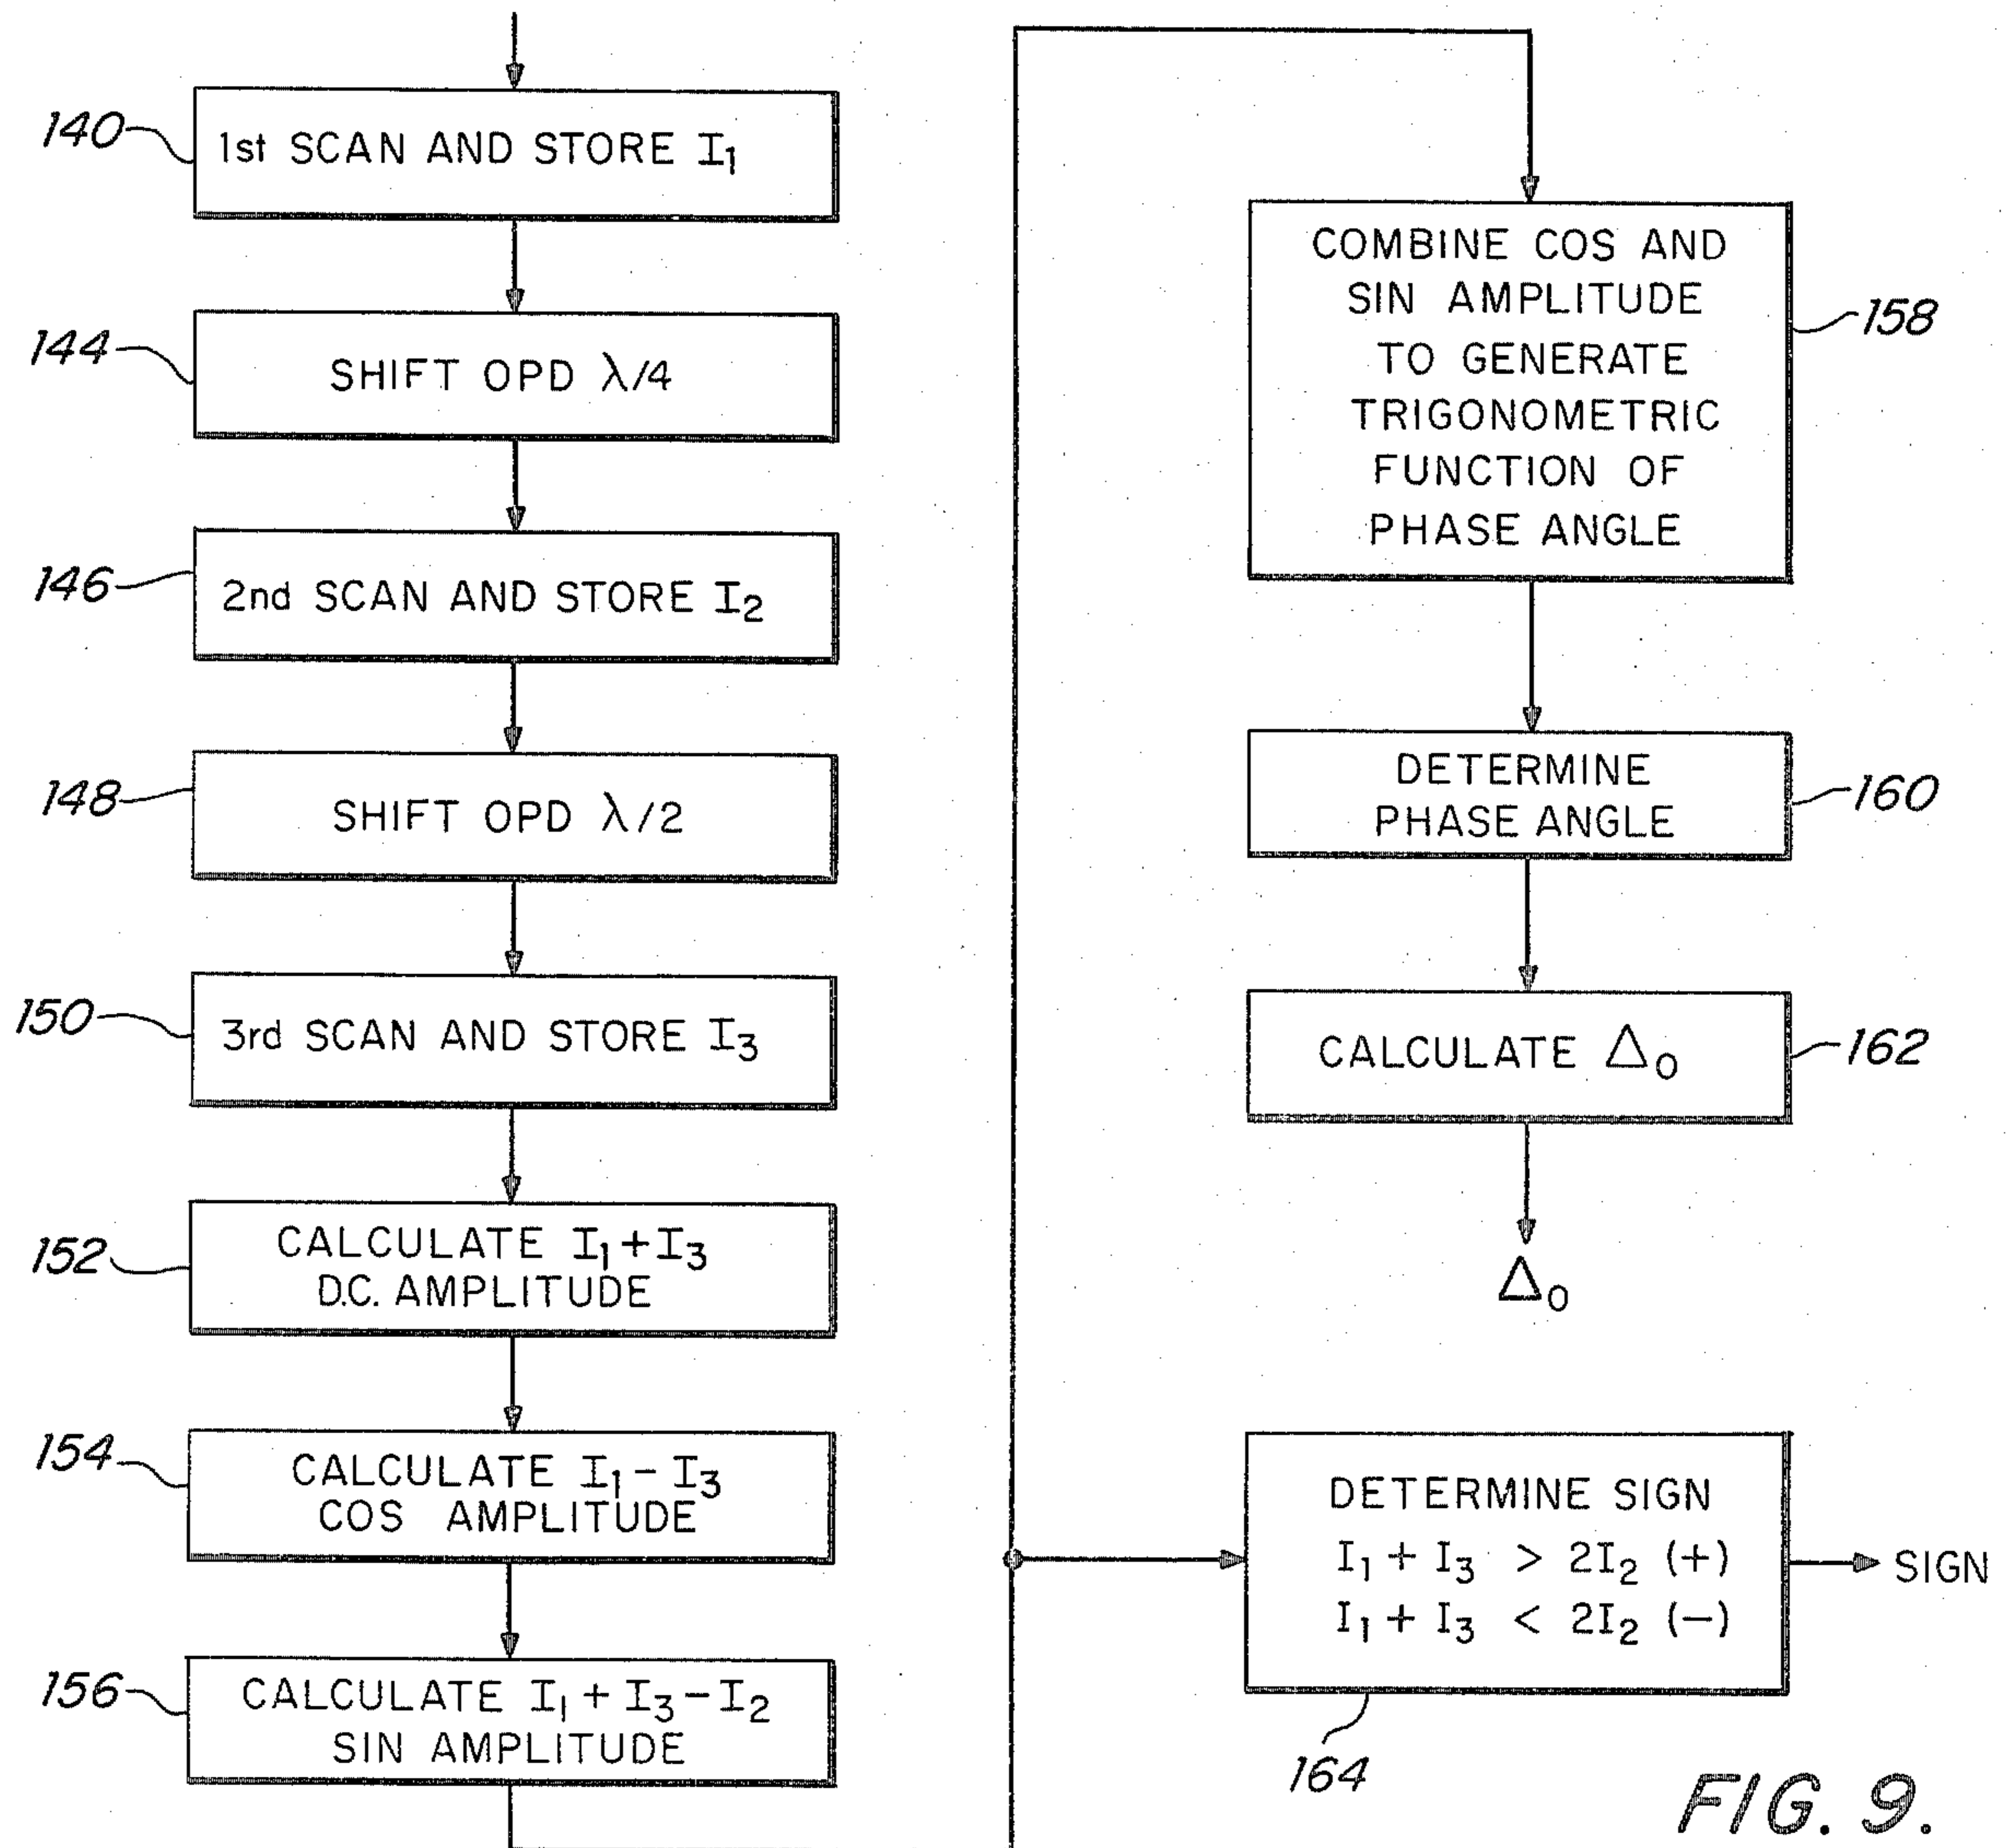 140
1st SCAN AND STORE I₁
144
SHIFT OPD λ/4
146
2nd SCAN AND STORE I₂
148
SHIFT OPD λ/2
150
3rd SCAN AND STORE I₃
152
CALCULATE I₁+I₃
D.C. AMPLITUDE
154
CALCULATE I₁-I₃
COS AMPLITUDE
156
CALCULATE I₁+I₃-I₂
SIN AMPLITUDE
COMBINE COS AND
SIN AMPLITUDE
TO GENERATE
TRIGONOMETRIC
FUNCTION OF
PHASE ANGLE
158
DETERMINE
PHASE ANGLE
160
CALCULATE Δ₀
162
Δ₀
DETERMINE SIGN
I₁+I₃ > 2I₂ (+)
I₁+I₃ < 2I₂ (-)
SIGN
164
FIG. 9.